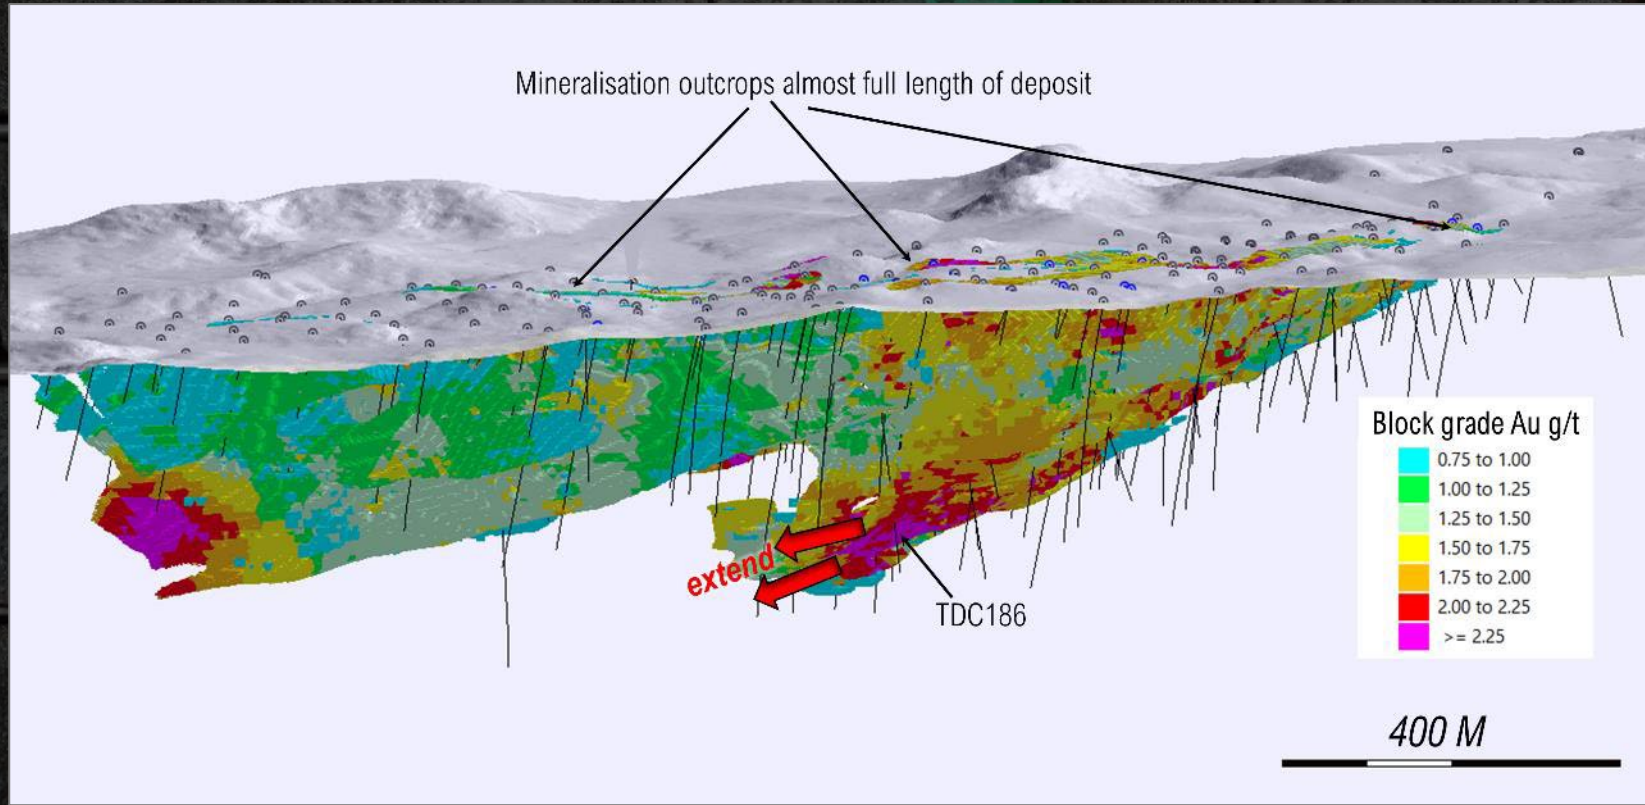 Mineralisation outcrops almost full length of deposit
Block grade Au g/t
0.75 to 1.00
1.00 to 1.25
1.25 to 1.50
1.50 to 1.75
1.75 to 2.00
2.00 to 2.25
>= 2.25
extend
TDC186
400 M